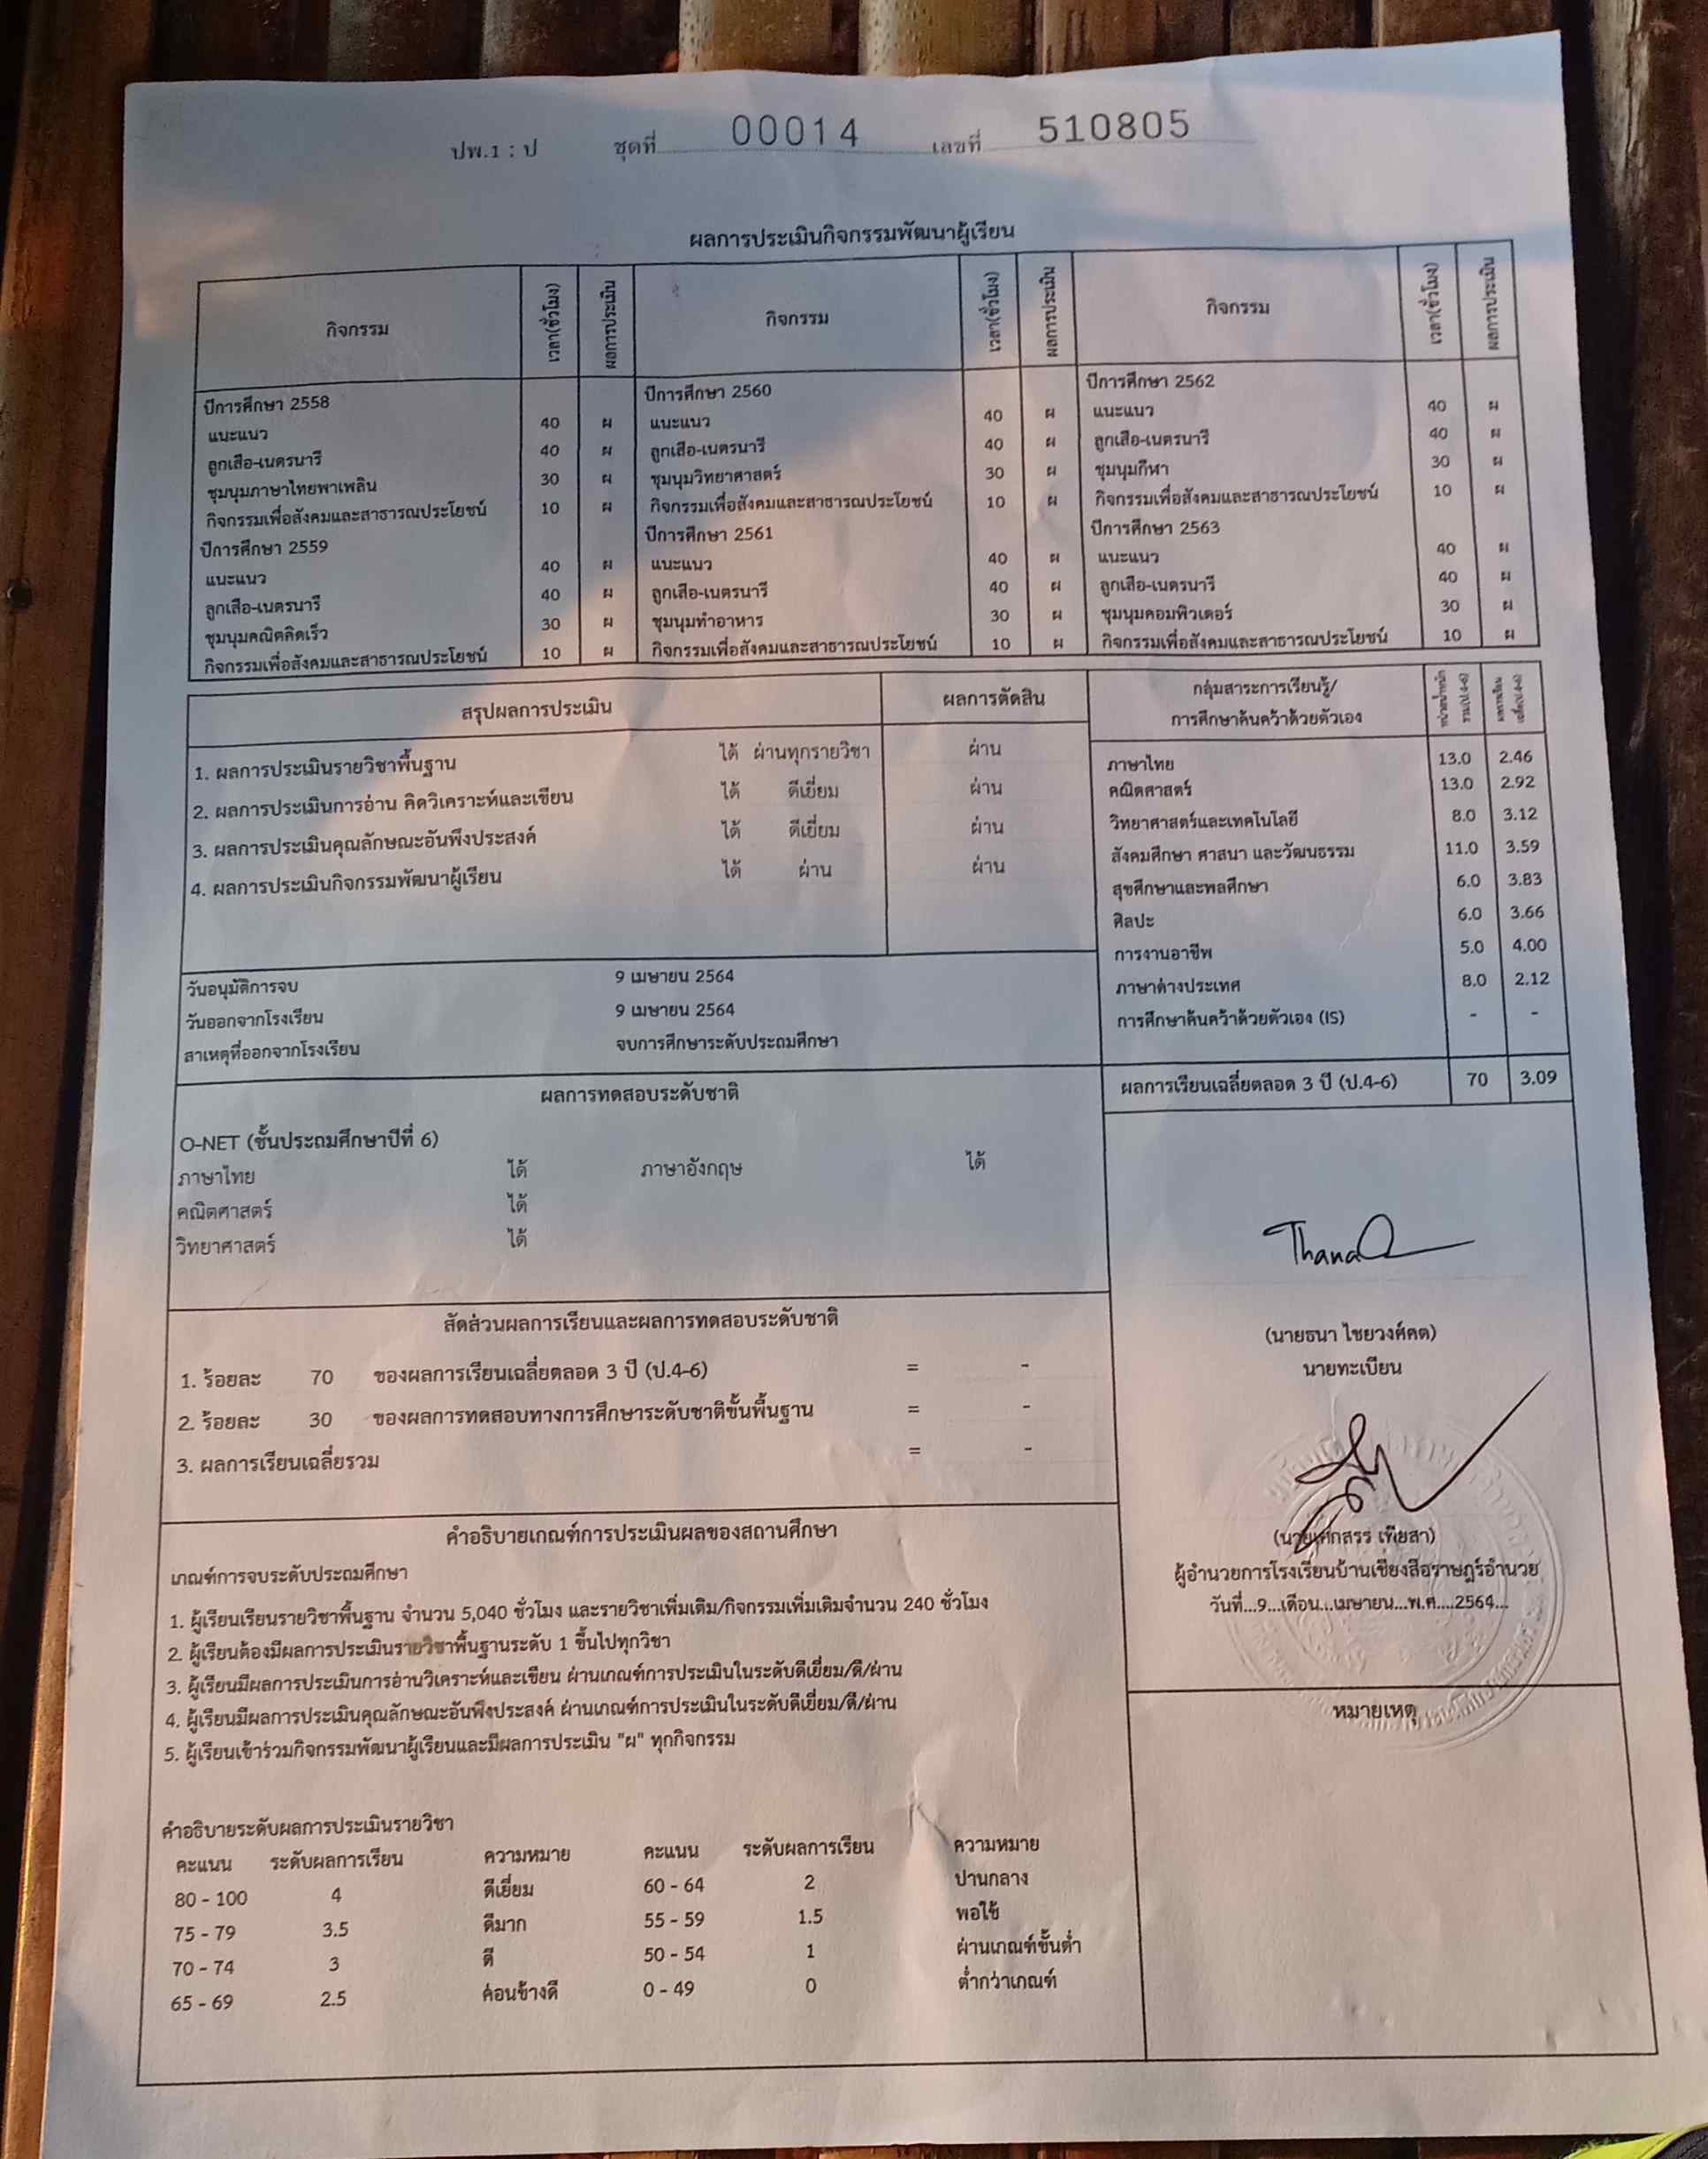 ปพ.1 : ป ชุดที่ 00014 เลขที่ 510805
ผลการประเมินกิจกรรมพัฒนาผู้เรียน
กิจกรรม เวลา(ชั่วโมง) ผลการประเมิน กิจกรรม เวลา(ชั่วโมง) ผลการประเมิน กิจกรรม เวลา(ชั่วโมง) ผลการประเมิน
ปีการศึกษา 2558 ปีการศึกษา 2560 ปีการศึกษา 2562
แนะแนว 40 ผ แนะแนว 40 ผ แนะแนว 40 ผ
ลูกเสือ-เนตรนารี 40 ผ ลูกเสือ-เนตรนารี 40 ผ ลูกเสือ-เนตรนารี 40 ผ
ชุมนุมภาษาไทยพาเพลิน 30 ผ ชุมนุมวิทยาศาสตร์ 30 ผ ชุมนุมกีฬา 30 ผ
กิจกรรมเพื่อสังคมและสาธารณประโยชน์ 10 ผ กิจกรรมเพื่อสังคมและสาธารณประโยชน์ 10 ผ กิจกรรมเพื่อสังคมและสาธารณประโยชน์ 10 ผ
ปีการศึกษา 2559 ปีการศึกษา 2561 ปีการศึกษา 2563
แนะแนว 40 ผ แนะแนว 40 ผ แนะแนว 40 ผ
ลูกเสือ-เนตรนารี 40 ผ ลูกเสือ-เนตรนารี 40 ผ ลูกเสือ-เนตรนารี 40 ผ
ชุมนุมคณิตคิดเร็ว 30 ผ ชุมนุมทำอาหาร 30 ผ ชุมนุมคอมพิวเตอร์ 30 ผ
กิจกรรมเพื่อสังคมและสาธารณประโยชน์ 10 ผ กิจกรรมเพื่อสังคมและสาธารณประโยชน์ 10 ผ กิจกรรมเพื่อสังคมและสาธารณประโยชน์ 10 ผ
สรุปผลการประเมิน ผลการตัดสิน
1. ผลการประเมินรายวิชาพื้นฐาน ได้ ผ่านทุกรายวิชา ผ่าน
2. ผลการประเมินการอ่าน คิดวิเคราะห์และเขียน ได้ ดีเยี่ยม ผ่าน
3. ผลการประเมินคุณลักษณะอันพึงประสงค์ ได้ ดีเยี่ยม ผ่าน
4. ผลการประเมินกิจกรรมพัฒนาผู้เรียน ได้ ผ่าน ผ่าน
วันอนุมัติการจบ 9 เมษายน 2564
วันออกจากโรงเรียน 9 เมษายน 2564
สาเหตุที่ออกจากโรงเรียน จบการศึกษาระดับประถมศึกษา
กลุ่มสาระการเรียนรู้/
การศึกษาค้นคว้าด้วยตัวเอง
หน่วยน้ำหนัก
รวม(ป.4-6)
ผลการเรียน
เฉลี่ย(ป.4-6)
ภาษาไทย 13.0 2.46
คณิตศาสตร์ 13.0 2.92
วิทยาศาสตร์และเทคโนโลยี 8.0 3.12
สังคมศึกษา ศาสนา และวัฒนธรรม 11.0 3.59
สุขศึกษาและพลศึกษา 6.0 3.83
ศิลปะ 6.0 3.66
การงานอาชีพ 5.0 4.00
ภาษาต่างประเทศ 8.0 2.12
การศึกษาค้นคว้าด้วยตัวเอง (IS) - -
ผลการเรียนเฉลี่ยตลอด 3 ปี (ป.4-6) 70 3.09
ผลการทดสอบระดับชาติ
O-NET (ชั้นประถมศึกษาปีที่ 6)
ภาษาไทย ได้ ภาษาอังกฤษ ได้
คณิตศาสตร์ ได้
วิทยาศาสตร์ ได้
สัดส่วนผลการเรียนและผลการทดสอบระดับชาติ
1. ร้อยละ 70 ของผลการเรียนเฉลี่ยตลอด 3 ปี (ป.4-6) = -
2. ร้อยละ 30 ของผลการทดสอบทางการศึกษาระดับชาติขั้นพื้นฐาน = -
3. ผลการเรียนเฉลี่ยรวม = -
Thana
(นายธนา ไชยวงศ์คต)
นายทะเบียน
เพียสา)
ผู้อำนวยการโรงเรียนบ้านเชียงสือราษฎร์อำนวย
วันที่...9...เดือน...เมษายน...พ.ศ....2564...
หมายเหตุ
คำอธิบายเกณฑ์การประเมินผลของสถานศึกษา
เกณฑ์การจบระดับประถมศึกษา
1. ผู้เรียนเรียนรายวิชาพื้นฐาน จำนวน 5,040 ชั่วโมง และรายวิชาเพิ่มเติม/กิจกรรมเพิ่มเติมจำนวน 240 ชั่วโมง
2. ผู้เรียนต้องมีผลการประเมินรายวิชาพื้นฐานระดับ 1 ขึ้นไปทุกวิชา
3. ผู้เรียนมีผลการประเมินการอ่านวิเคราะห์และเขียน ผ่านเกณฑ์การประเมินในระดับดีเยี่ยม/ดี/ผ่าน
4. ผู้เรียนมีผลการประเมินคุณลักษณะอันพึงประสงค์ ผ่านเกณฑ์การประเมินในระดับดีเยี่ยม/ดี/ผ่าน
5. ผู้เรียนเข้าร่วมกิจกรรมพัฒนาผู้เรียนและมีผลการประเมิน "ผ" ทุกกิจกรรม
คำอธิบายระดับผลการประเมินรายวิชา
คะแนน ระดับผลการเรียน ความหมาย คะแนน ระดับผลการเรียน ความหมาย
80 - 100 4 ดีเยี่ยม 60 - 64 2 ปานกลาง
75 - 79 3.5 ดีมาก 55 - 59 1.5 พอใช้
70 - 74 3 ดี 50 - 54 1 ผ่านเกณฑ์ขั้นต่ำ
65 - 69 2.5 ค่อนข้างดี 0 - 49 0 ต่ำกว่าเกณฑ์